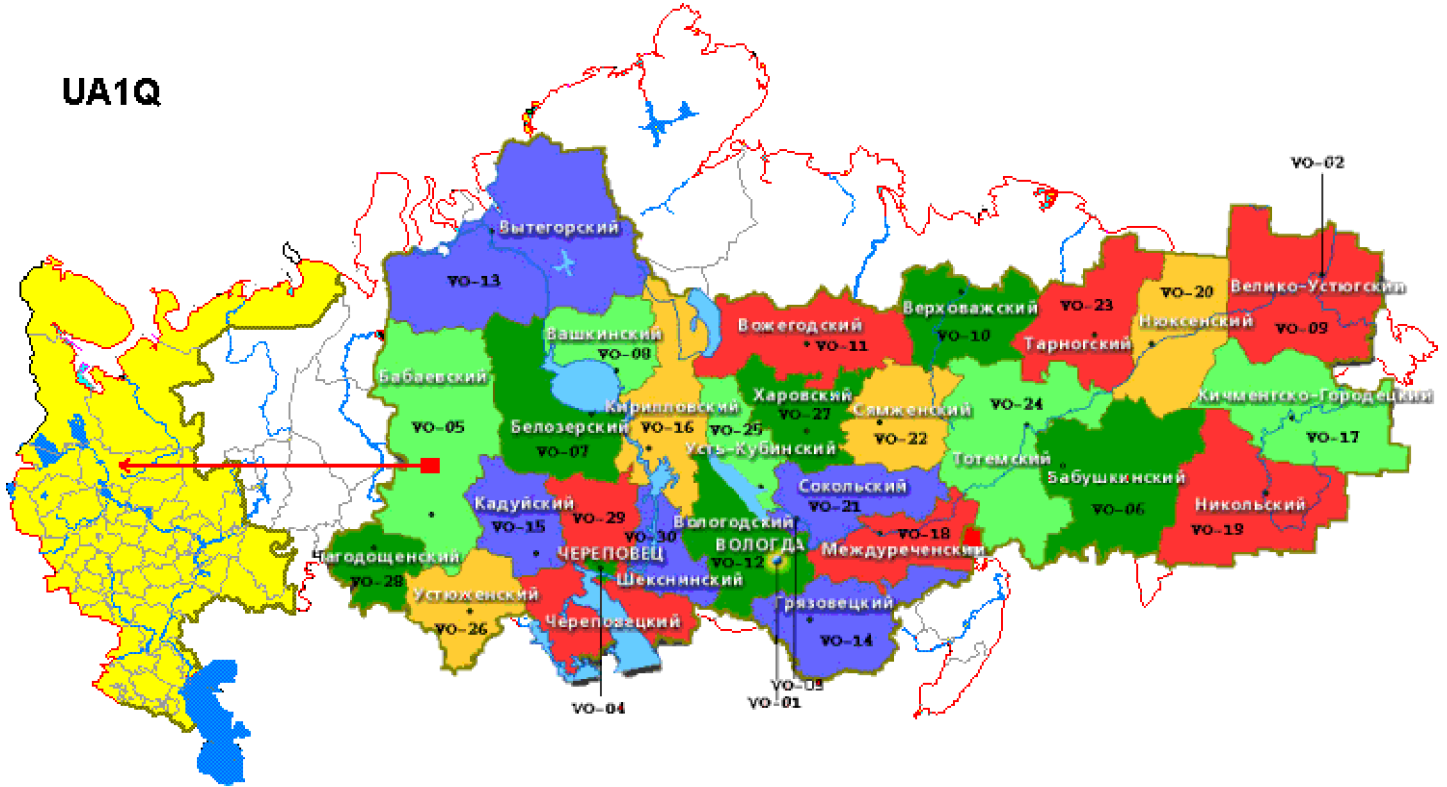 UA1Q
VO-02
Вытегорский
VO-13
VO-20
Велико-Устюгский
VO-23
Верховажский
Нюксенский
VO-09
Вожегодский
VO-10
Тарногский
VO-11
Вашкинский
VO-08
Бабаевский
Харовский
Кичментско-Городецкий
Кирилловский
VO-27
Сямженский
VO-24
VO-05
Белозерский
VO-16
VO-25
VO-22
VO-17
VO-07
Усть-Кубинский
Тотемский
Бабушкинский
Сокольский
Кадуйский
VO-21
VO-06
Никольский
VO-15
VO-29
VO-30
Вологодский
VO-18
VO-19
ВОЛОГДА
Междуреченский
Чагодощенский
ЧЕРЕПОВЕЦ
VO-12
VO-28
Шекснинский
Устюженский
Грязовецкий
VO-26
Череповецкий
VO-14
VO-03
VO-04
VO-01